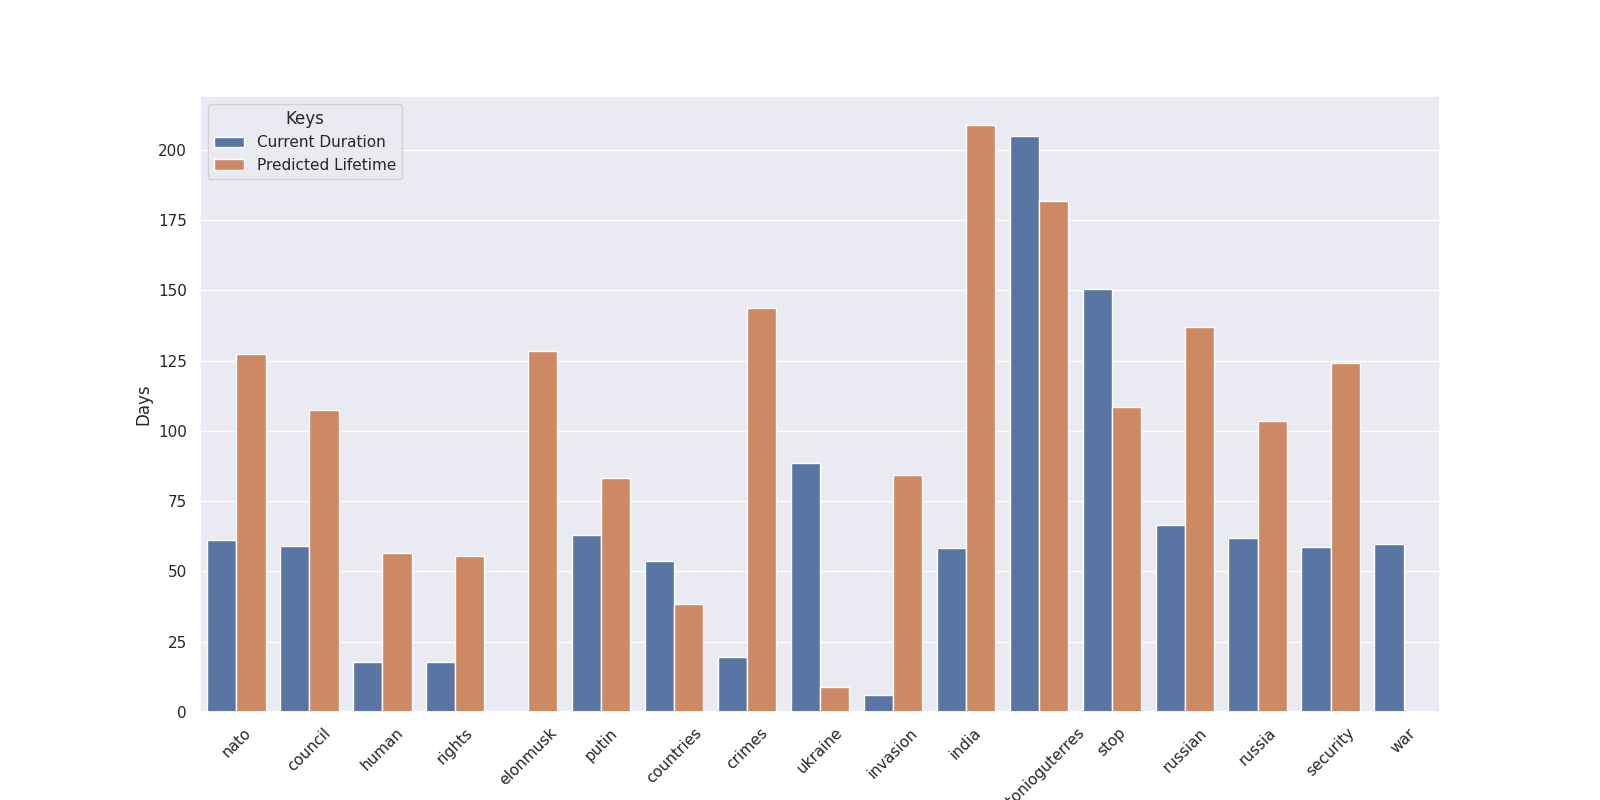 Keys
Current Duration
Predicted Lifetime
200
175
150
125
100
75
50
25
0
Days
nato
council
human
rights
elonmusk
putin
countries
crimes
ukraine
invasion
india
tonioguterres
stop
russian
russia
security
war